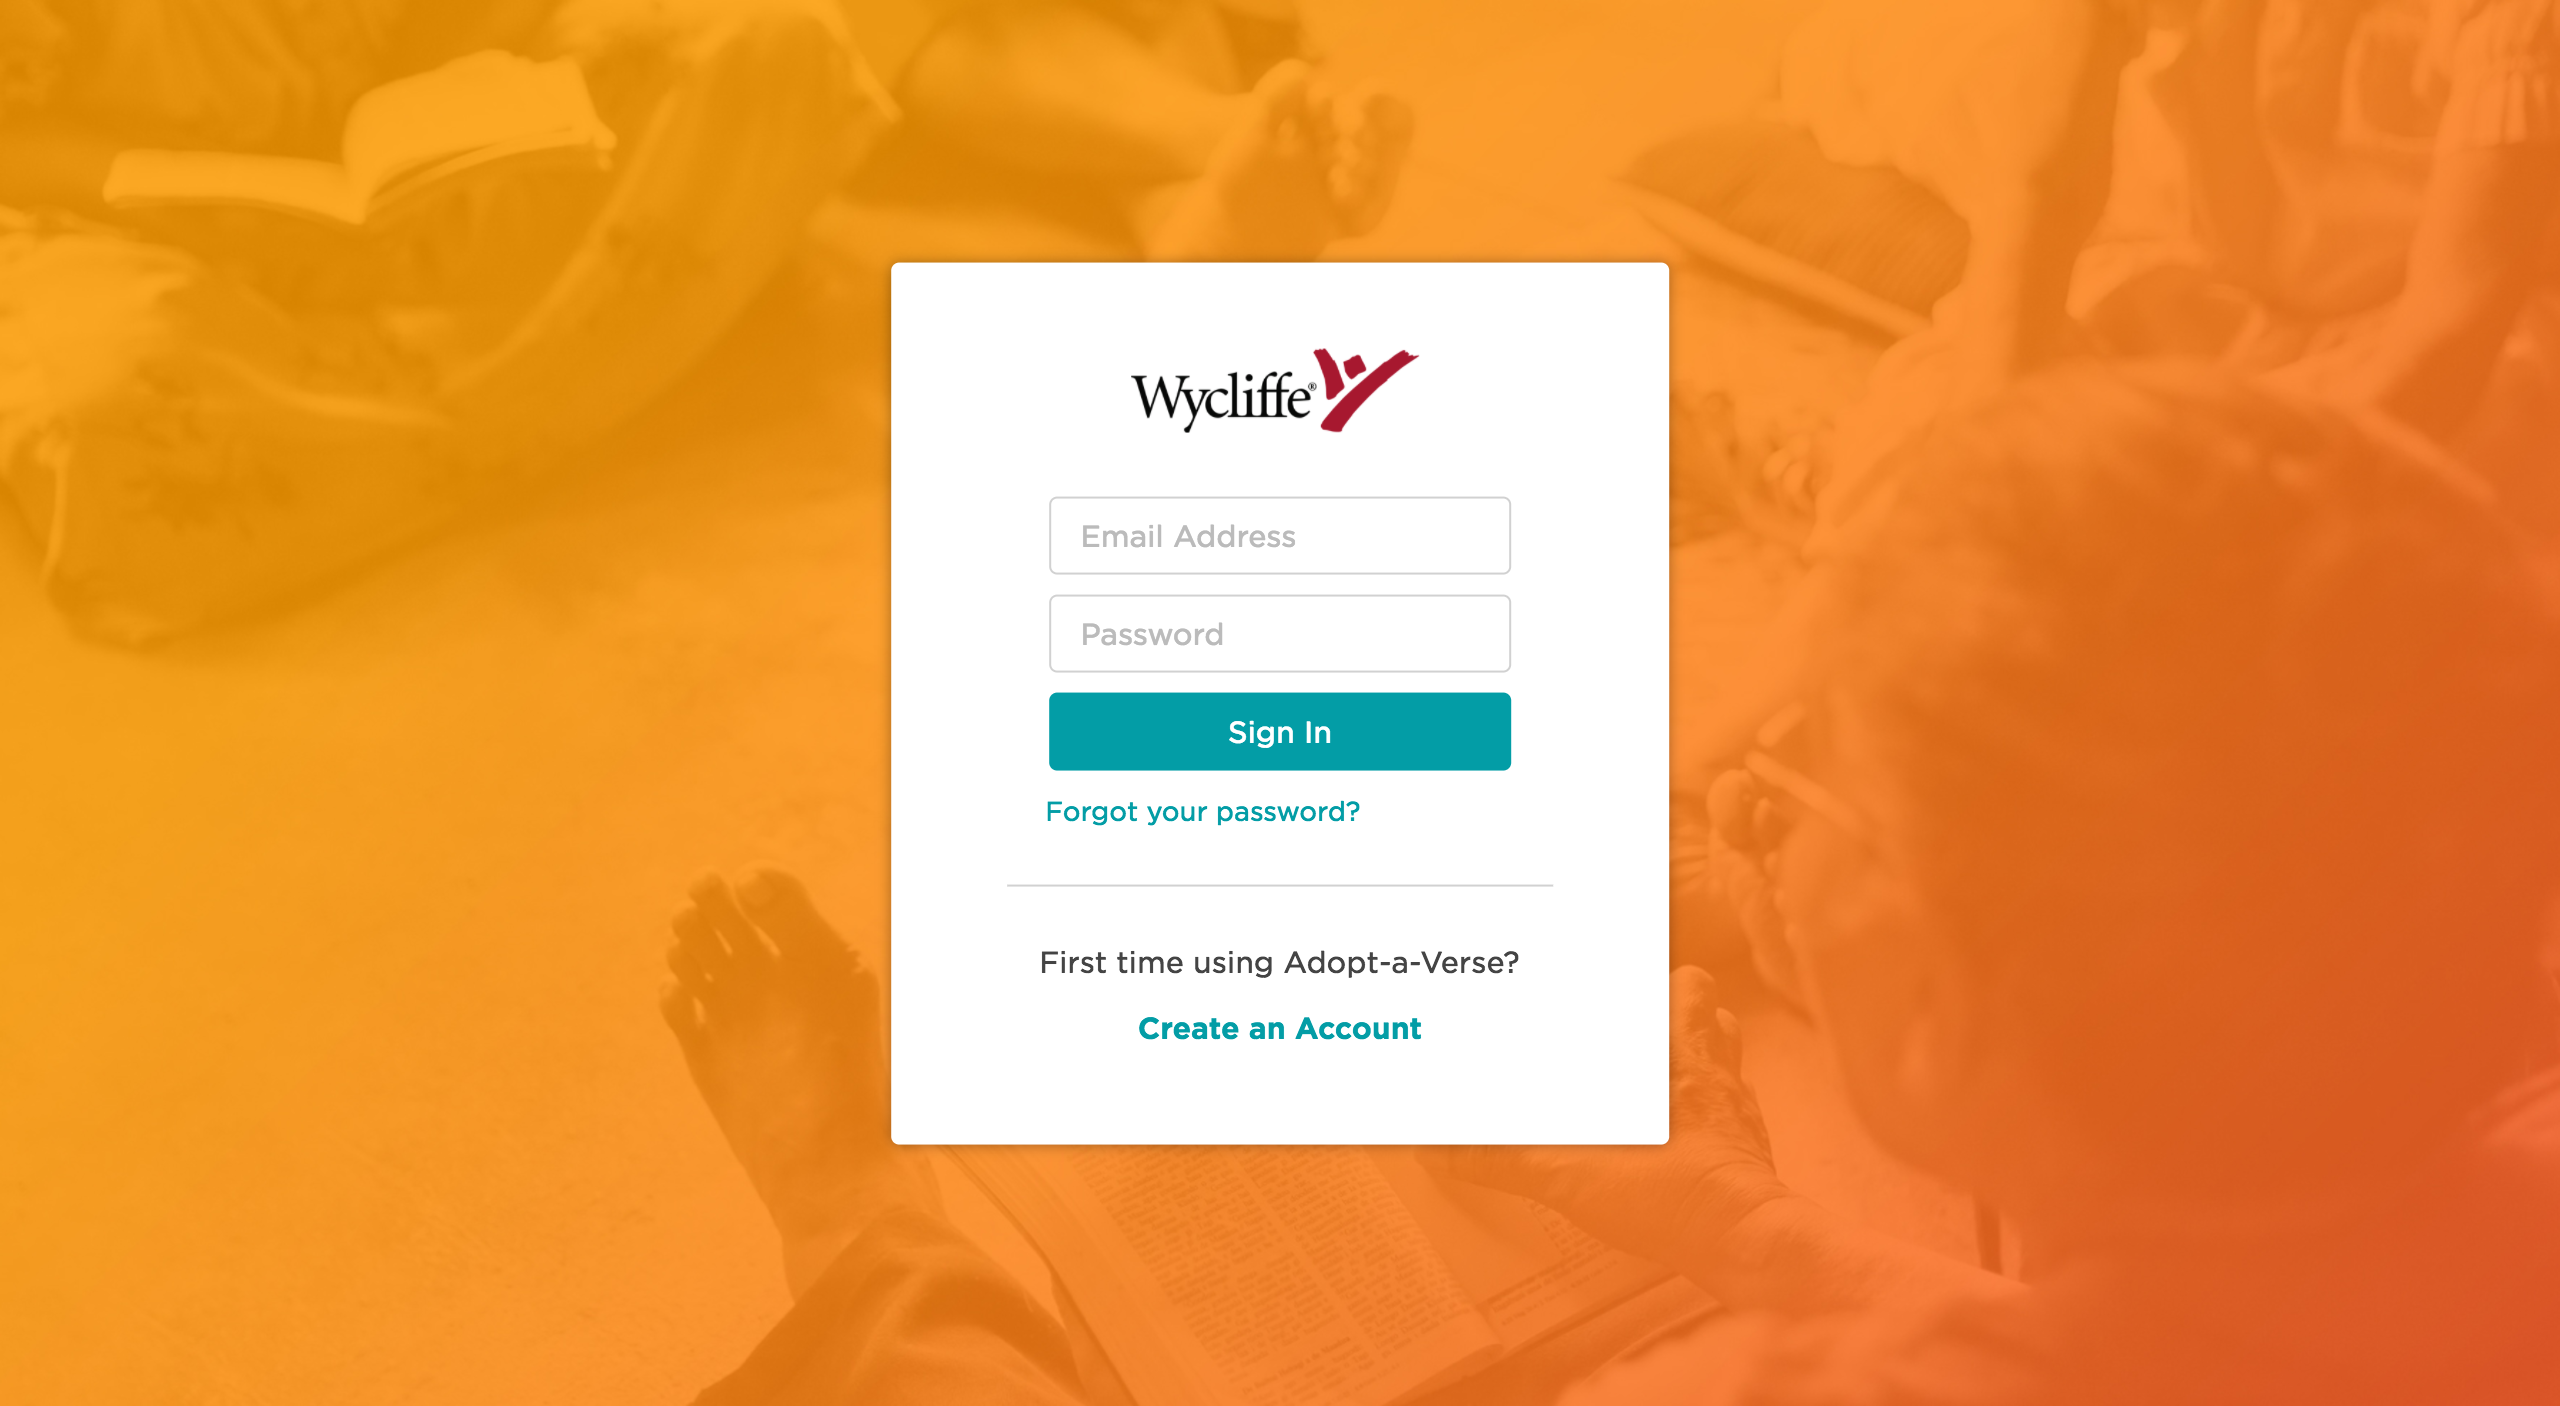 Wycliffe®
Email Address
Password
Sign In
Forgot your password?
First time using Adopt-a-Verse?
Create an Account